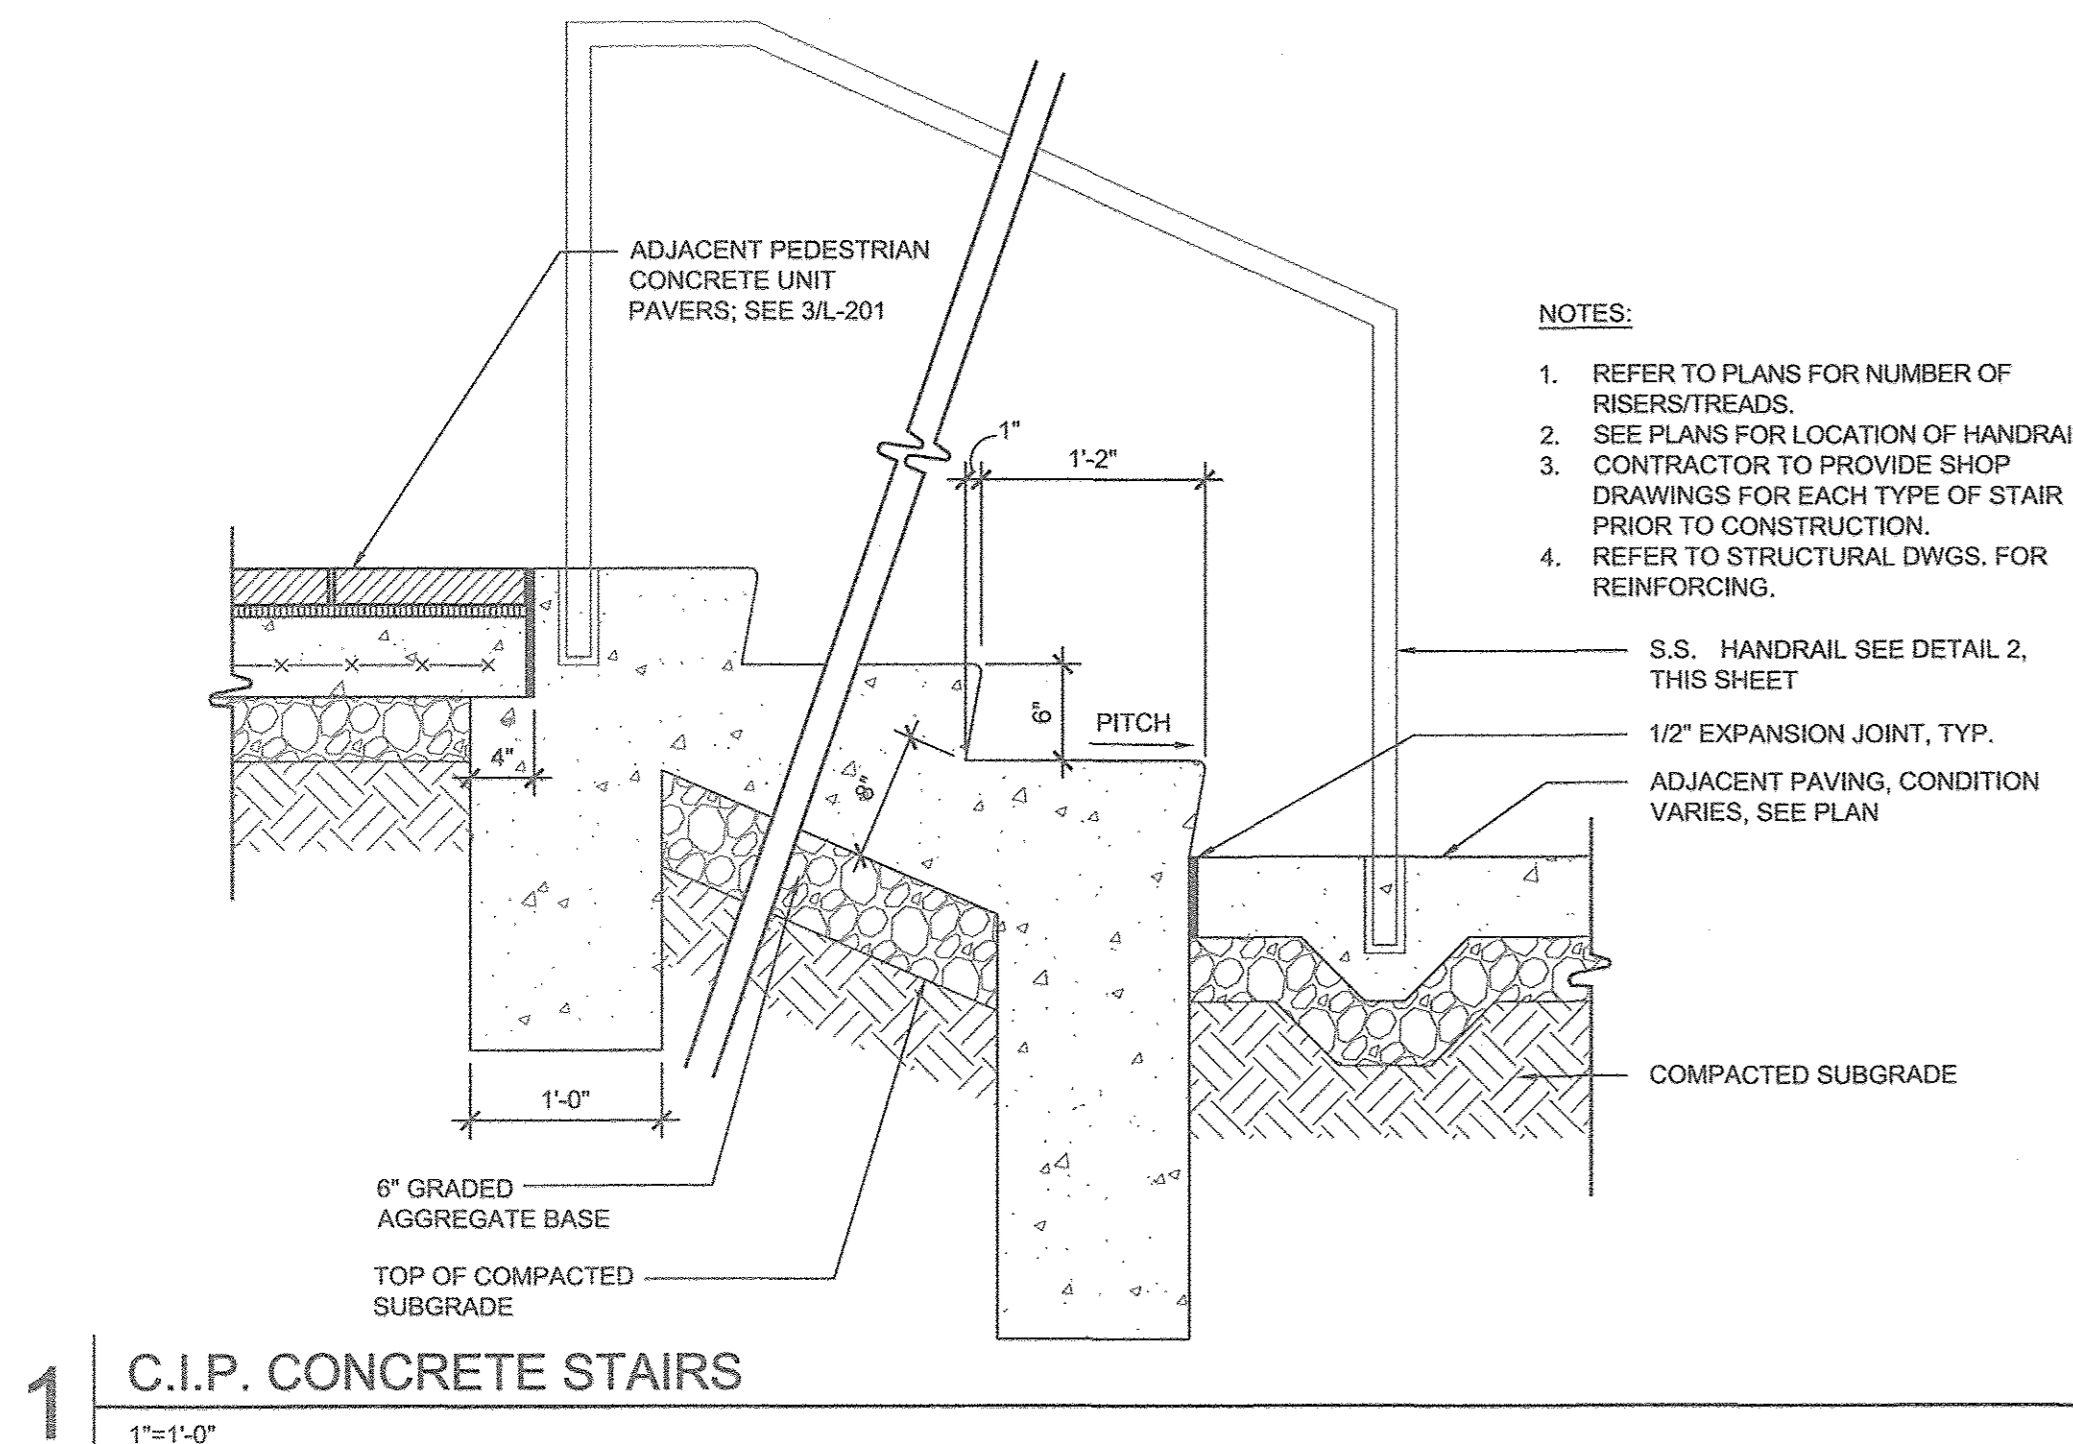 ADJACENT PEDESTRIAN
CONCRETE UNIT
PAVERS; SEE 3/L-201
1"
1'-2"
6"
PITCH
4"
8"
1'-0"
6" GRADED
AGGREGATE BASE
TOP OF COMPACTED
SUBGRADE
NOTES:
1. REFER TO PLANS FOR NUMBER OF
RISERS/TREADS.
2. SEE PLANS FOR LOCATION OF HANDRAI
3. CONTRACTOR TO PROVIDE SHOP
DRAWINGS FOR EACH TYPE OF STAIR
PRIOR TO CONSTRUCTION.
4. REFER TO STRUCTURAL DWGS. FOR
REINFORCING.
S.S. HANDRAIL SEE DETAIL 2,
THIS SHEET
1/2" EXPANSION JOINT, TYP.
ADJACENT PAVING, CONDITION
VARIES, SEE PLAN
COMPACTED SUBGRADE
1 C.I.P. CONCRETE STAIRS
1"=1'-0"